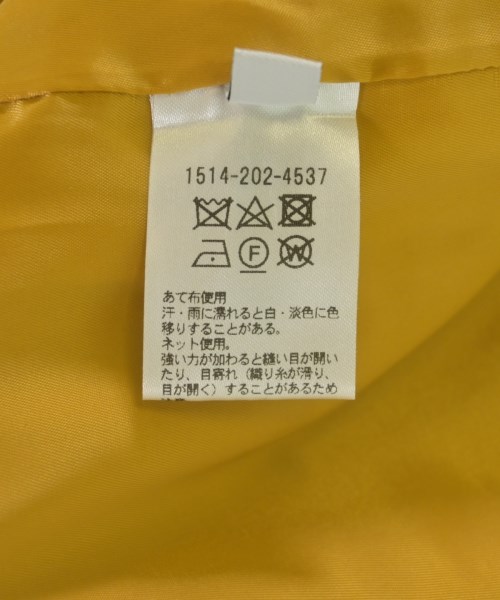 1514-202-4537
F
W
あて布使用
汗・雨に濡れると白・淡色に色
移りすることがある。
ネット使用。
強い力が加わると縫い目が開い
たり、目寄れ（織り糸が滑り、
目が開く）することがあるため